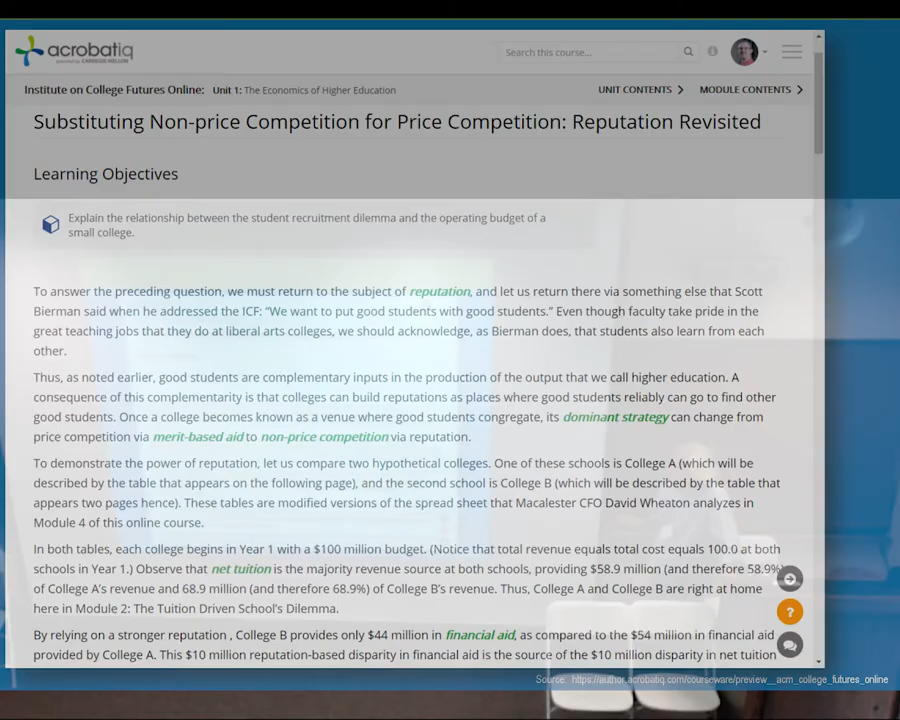 acrobatiq
powered by CARNEGIE MELLON
Search this course...
Institute on College Futures Online: Unit 1: The Economics of Higher Education
UNIT CONTENTS
MODULE CONTENTS
Substituting Non-price Competition for Price Competition: Reputation Revisited
Learning Objectives
Explain the relationship between the student recruitment dilemma and the operating budget of a
small college.
To answer the preceding question, we must return to the subject of reputation, and let us return there via something else that Scott
Bierman said when he addressed the ICF: “We want to put good students with good students.” Even though faculty take pride in the
great teaching jobs that they do at liberal arts colleges, we should acknowledge, as Bierman does, that students also learn from each
other.
Thus, as noted earlier, good students are complementary inputs in the production of the output that we call higher education. A
consequence of this complementarity is that colleges can build reputations as places where good students reliably can go to find other
good students. Once a college becomes known as a venue where good students congregate, its dominant strategy can change from
price competition via merit-based aid to non-price competition via reputation.
To demonstrate the power of reputation, let us compare two hypothetical colleges. One of these schools is College A (which will be
described by the table that appears on the following page), and the second school is College B (which will be described by the table that
appears two pages hence). These tables are modified versions of the spread sheet that Macalester CFO David Wheaton analyzes in
Module 4 of this online course.
In both tables, each college begins in Year 1 with a $100 million budget. (Notice that total revenue equals total cost equals 100.0 at both
schools in Year 1.) Observe that net tuition is the majority revenue source at both schools, providing $58.9 million (and therefore 58.9%)
of College A’s revenue and 68.9 million (and therefore 68.9%) of College B’s revenue. Thus, College A and College B are right at home
here in Module 2: The Tuition Driven School’s Dilemma.
By relying on a stronger reputation , College B provides only $44 million in financial aid, as compared to the $54 million in financial aid
provided by College A. This $10 million reputation-based disparity in financial aid is the source of the $10 million disparity in net tuition
Source: https://author.acrobatiq.com/courseware/preview__acm_college_futures_online